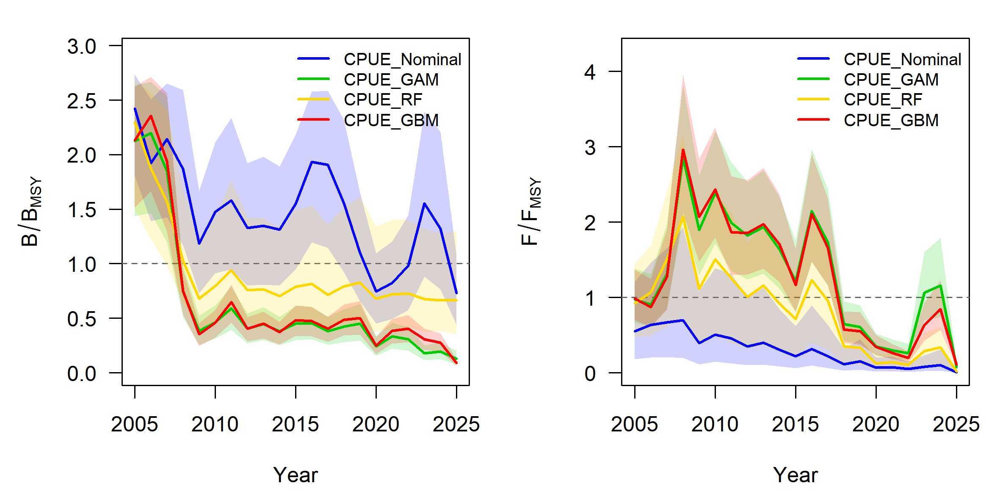 B / BMSY
3.0
2.5
2.0
1.5
1.0
0.5
0.0
CPUE_Nominal
CPUE_GAM
CPUE_RF
CPUE_GBM
2005 2010 2015 2020 2025
Year
F / FMSY
4
3
2
1
0
CPUE_Nominal
CPUE_GAM
CPUE_RF
CPUE_GBM
2005 2010 2015 2020 2025
Year